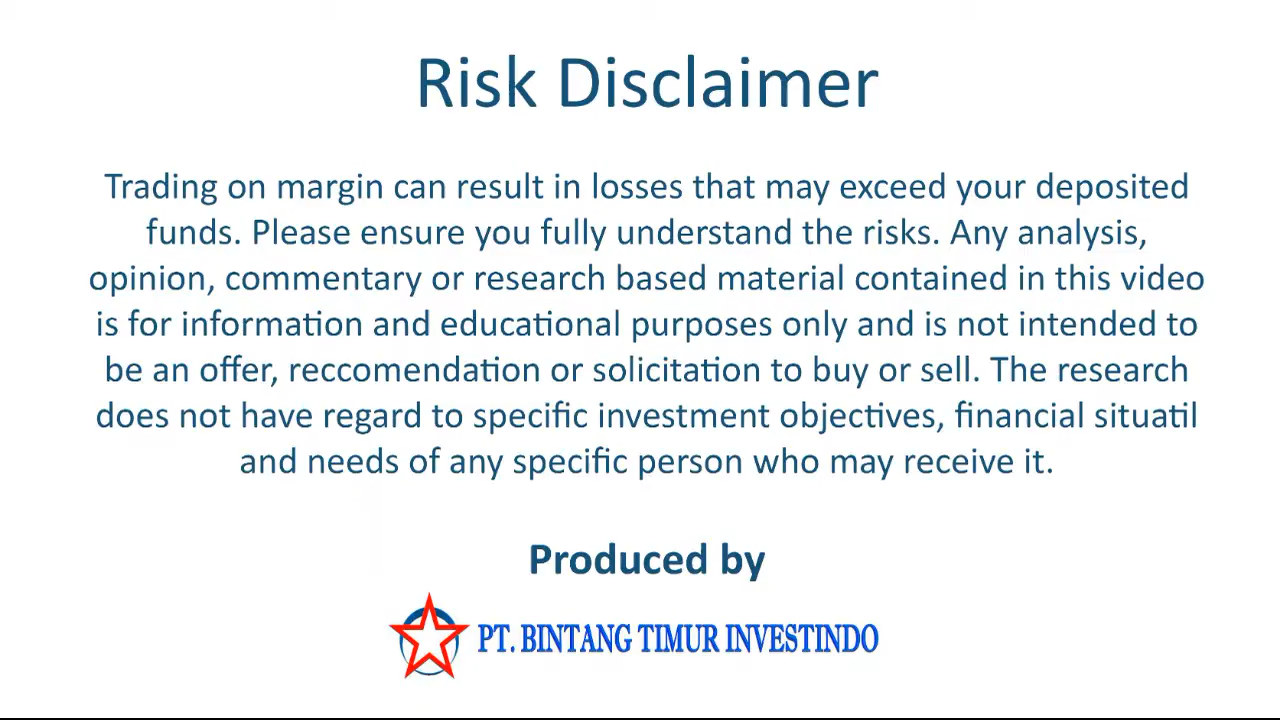 Risk Disclaimer
Trading on margin can result in losses that may exceed your deposited
funds. Please ensure you fully understand the risks. Any analysis,
opinion, commentary or research based material contained in this video
is for information and educational purposes only and is not intended to
be an offer, reccomendation or solicitation to buy or sell. The research
does not have regard to specific investment objectives, financial situatil
and needs of any specific person who may receive it.
Produced by
PT. BINTANG TIMUR INVESTINDO